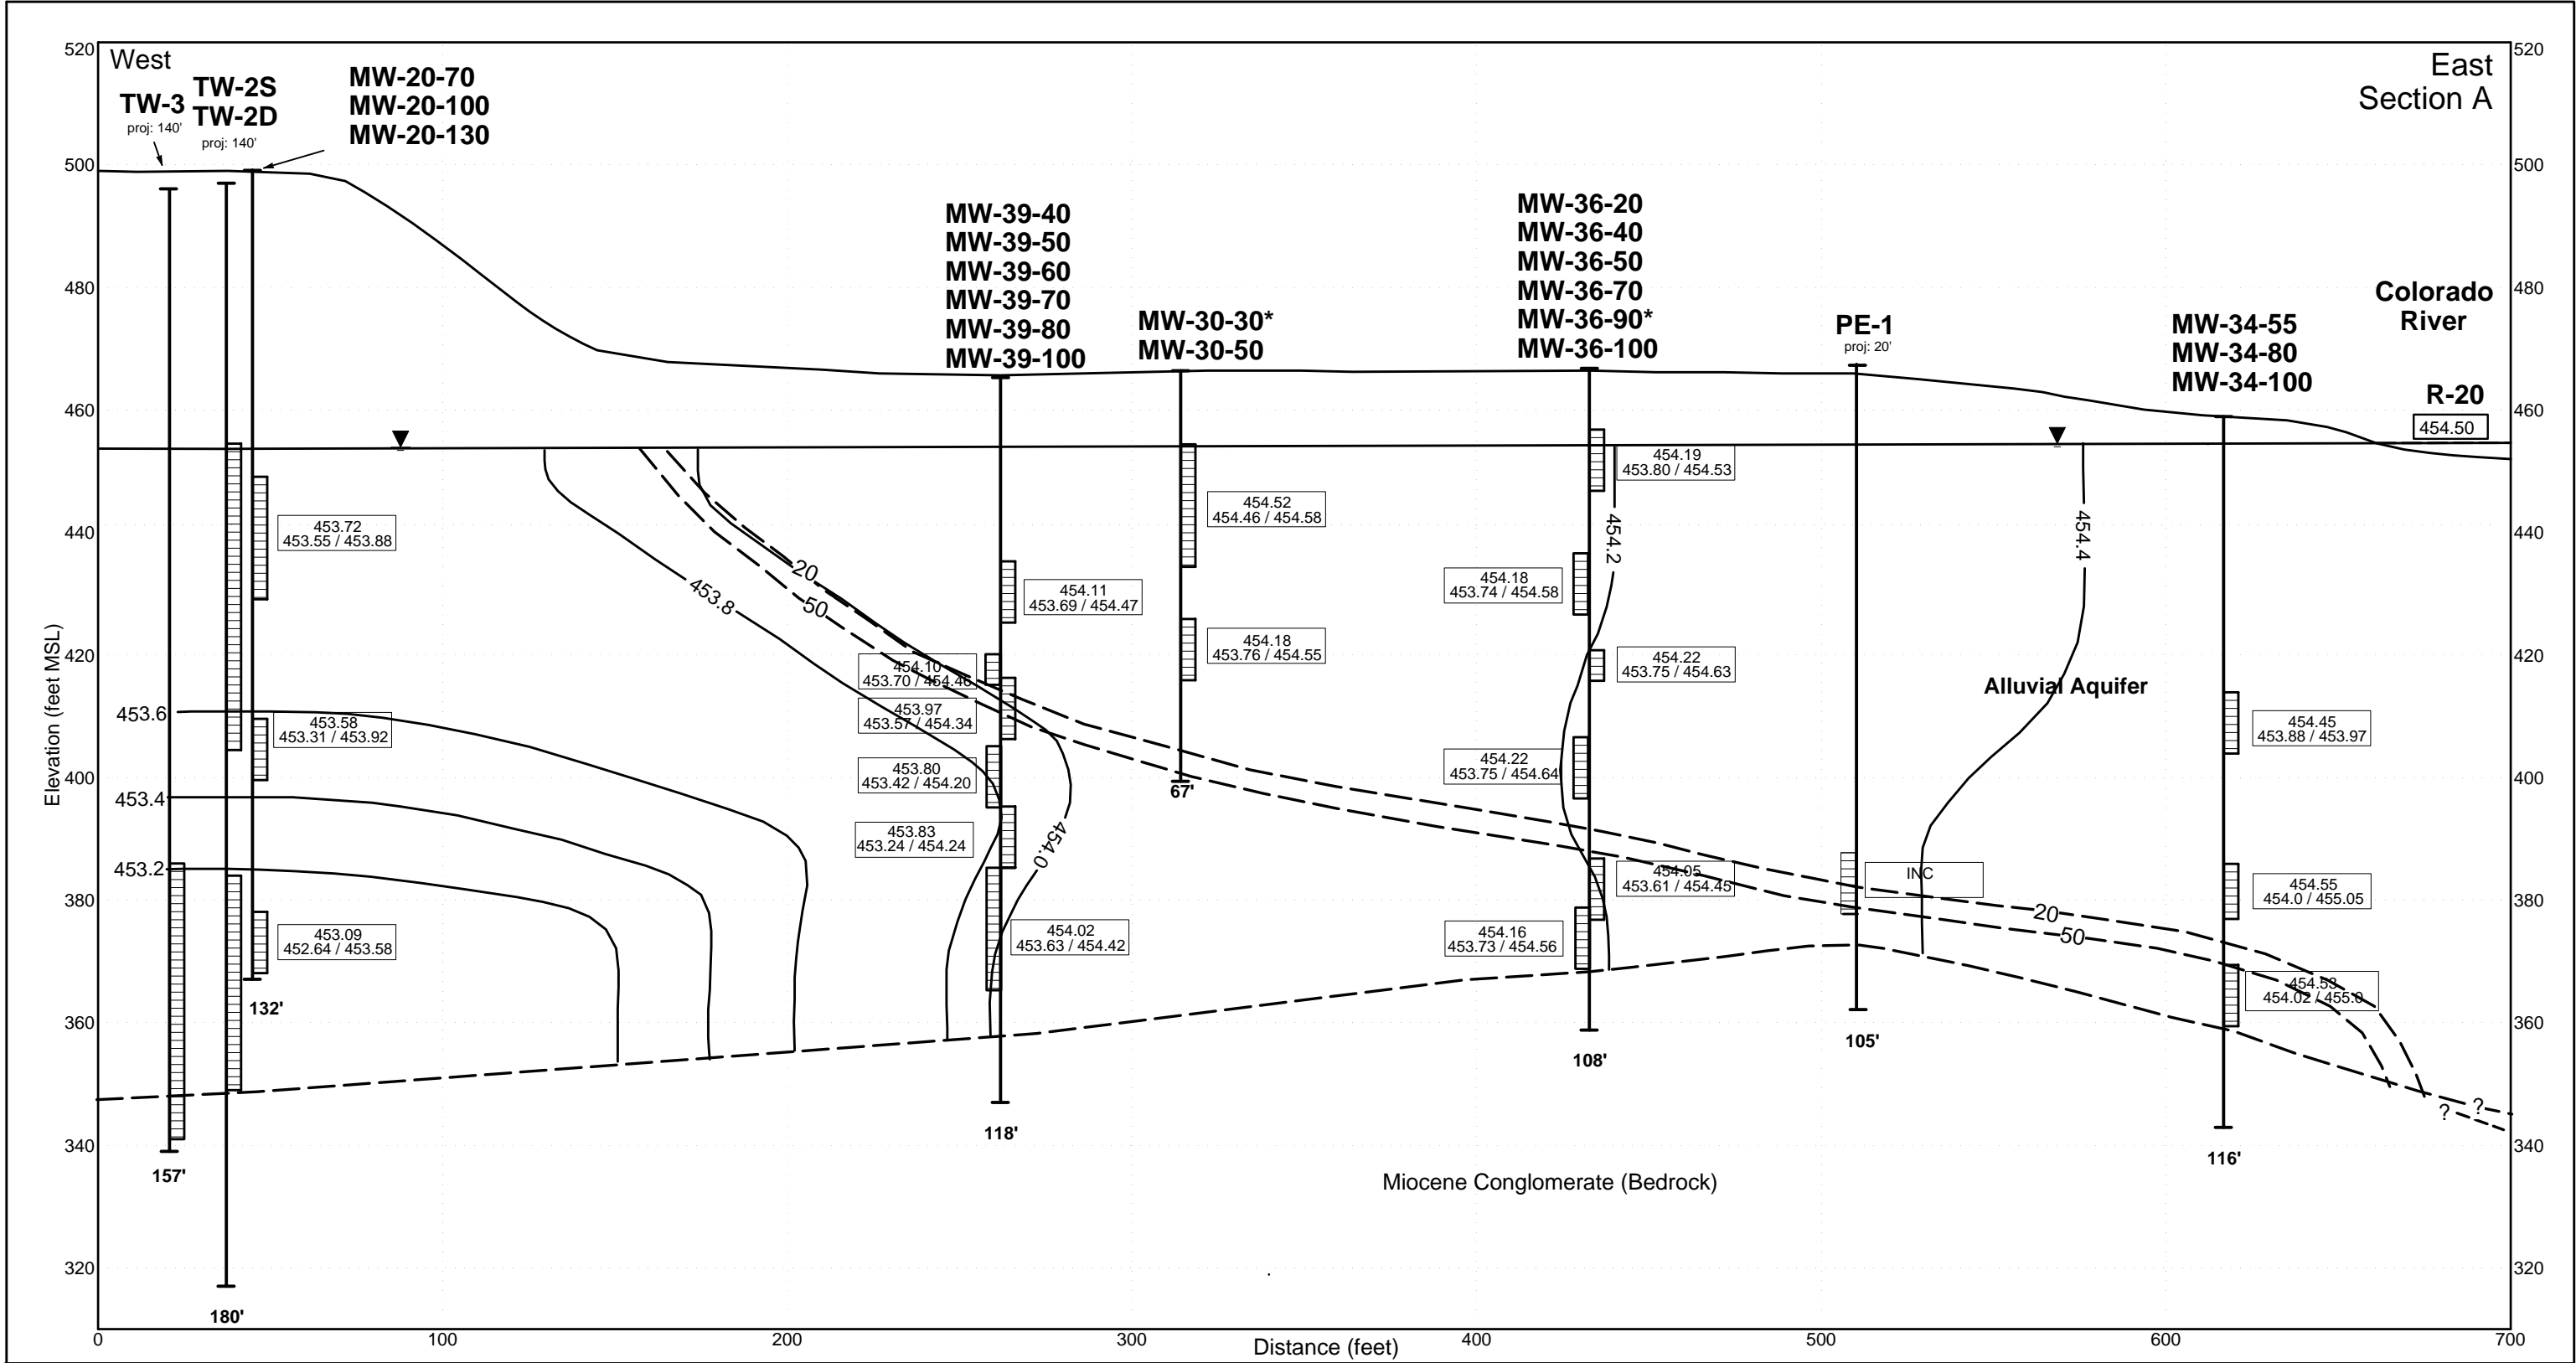 West
East
Section A
TW-3
proj: 140'
TW-2S
TW-2D
proj: 140'
MW-20-70
MW-20-100
MW-20-130
MW-39-40
MW-39-50
MW-39-60
MW-39-70
MW-39-80
MW-39-100
MW-30-30*
MW-30-50
MW-36-20
MW-36-40
MW-36-50
MW-36-70
MW-36-90*
MW-36-100
PE-1
proj: 20'
MW-34-55
MW-34-80
MW-34-100
Colorado
River
R-20
454.50
Elevation (feet MSL)
520
500
480
460
440
420
400
380
360
340
320
520
500
480
460
440
420
400
380
360
340
320
453.72
453.55 / 453.88
453.58
453.31 / 453.92
453.09
452.64 / 453.58
453.6
453.4
453.2
453.8
20
50
454.11
453.69 / 454.47
454.10
453.70 / 454.46
453.97
453.57 / 454.34
453.80
453.42 / 454.20
453.83
453.24 / 454.24
454.02
453.63 / 454.42
454.0
454.52
454.46 / 454.58
454.18
453.76 / 454.55
454.19
453.80 / 454.53
454.18
453.74 / 454.58
454.22
453.75 / 454.63
454.22
453.75 / 454.64
454.05
453.61 / 454.45
454.16
453.73 / 454.56
454.2
454.4
INC
Alluvial Aquifer
20
50
454.45
453.88 / 453.97
454.55
454.0 / 455.05
454.53
454.02 / 455.0
? ?
157'
180'
132'
118'
67'
108'
105'
116'
Miocene Conglomerate (Bedrock)
0
100
200
300
400
500
600
700
Distance (feet)